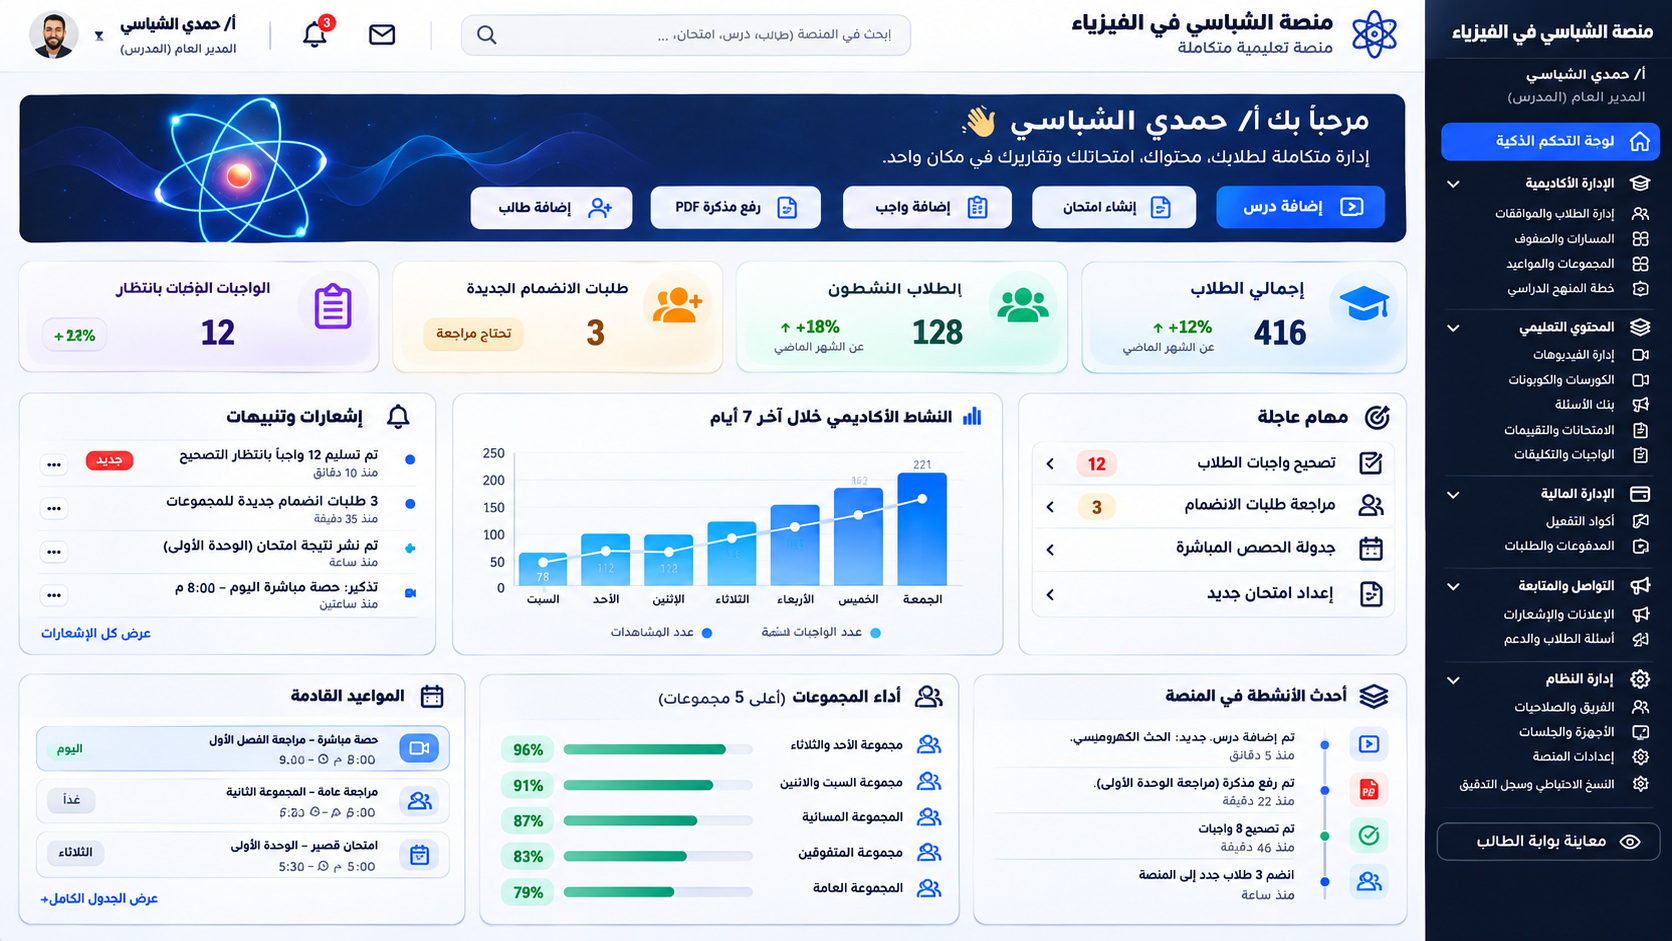 منصة الشباسي في الفيزياء
أ/ حمدي الشياسي
المدير العام (المدرس)
لوحة التحكم الذكية
الإدارة الأكاديمية
إدارة الطلاب والموافقات
المسارات والصفوف
المجموعات والمواعيد
خطة المنهج الدراسي
المحتوي التعليمي
إدارة الفيديوهات
الكورسات والكوبونات
بنك الأسئلة
الامتحانات والتقييمات
الواجبات والتكليفات
الإدارة المالية
أكواد التفعيل
المدفوعات والطلبات
التواصل والمتابعة
الإعلانات والإشعارات
أسئلة الطلاب والدعم
إدارة النظام
الفريق والصلاحيات
الأجهزة والجلسات
إعدادات المنصة
النسخ الاحتياطي وسجل التدقيق
معاينة بوابة الطالب
منصة الشباسي في الفيزياء
منصة تعليمية متكاملة
إبحث في المنصة (طالب، درس، امتحان، ...
3
أ/ حمدي الشياسي
المدير العام (المدرس)
مرحباً بك أ/ حمدي الشباسي 👋
إدارة متكاملة لطلابك، محتواك، امتحاناتك وتقاريرك في مكان واحد.
إضافة درس
إنشاء امتحان
إضافة واجب
رفع مذكرة PDF
إضافة طالب
إجمالي الطلاب
416
+12% ↑
عن الشهر الماضي
الطلاب النشطون
128
+18% ↑
عن الشهر الماضي
طلبات الانضمام الجديدة
3
تحتاج مراجعة
الواجبات بانتظار
12
مهام عاجلة
تصحيح واجبات الطلاب 12
مراجعة طلبات الانضمام 3
جدولة الحصص المباشرة
إعداد امتحان جديد
النشاط الأكاديمي خلال آخر 7 أيام
250
200
150
100
50
0
78
112
221
السبت
الأحد
الإثنين
الثلاثاء
الأربعاء
الخميس
الجمعة
عدد الواجبات
عدد المشاهدات
إشعارات وتنبيهات
تم تسليم 12 واجباً بانتظار التصحيح
جديد
منذ 10 دقائق
3 طلبات انضمام جديدة للمجموعات
منذ 35 دقيقة
تم نشر نتيجة امتحان (الوحدة الأولى)
منذ ساعة
تذكير: حصة مباشرة اليوم - 8:00 م
منذ ساعتين
عرض كل الإشعارات
أحدث الأنشطة في المنصة
تم إضافة درس جديد: الحث
منذ 5 دقائق
تم رفع مذكرة (مراجعة الوحدة الأولى).
منذ 22 دقيقة
تم تصحيح 8 واجبات
منذ 46 دقيقة
انضم 3 طلاب جدد إلى المنصة
منذ ساعة
أداء المجموعات (أعلى 5 مجموعات)
مجموعة الأحد والثلاثاء 96%
مجموعة السبت والاثنين 91%
المجموعة المسائية 87%
مجموعة المتفوقين 83%
المجموعة العامة 79%
المواعيد القادمة
حصة مباشرة - مراجعة الفصل الأول
8:00 م - 9.00
اليوم
مراجعة عامة - المجموعة الثانية
غداً
امتحان قصير - الوحدة الأولى
5:00 م - 5:30
الثلاثاء
عرض الجدول الكامل+